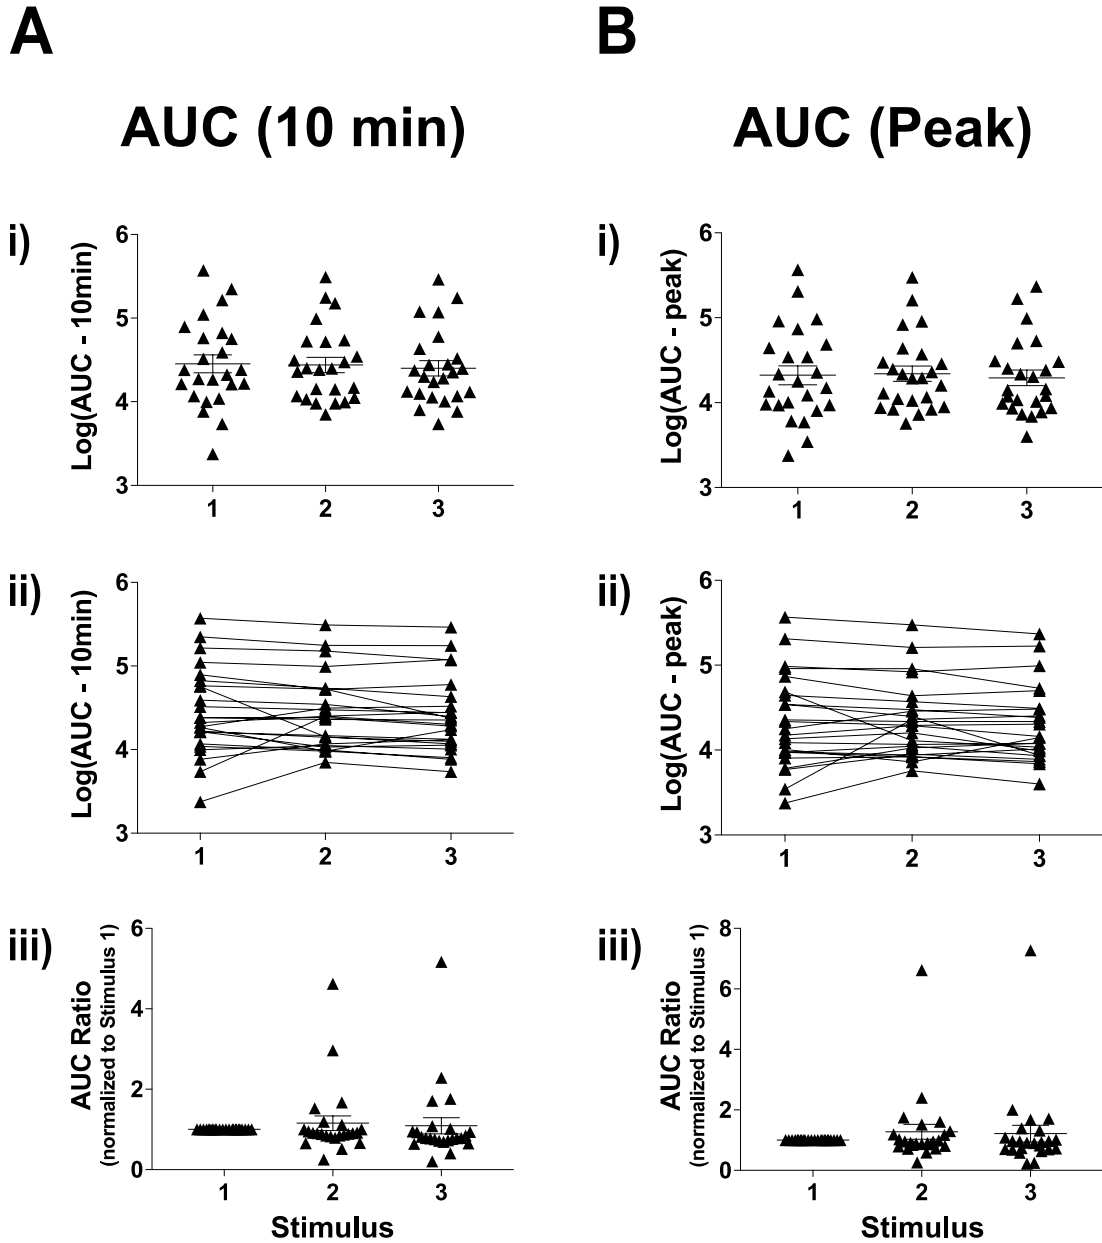 A
B
AUC (10 min)
AUC (Peak)
i)
Log(AUC - 10min)
6
5
4
3
1 2 3
i)
Log(AUC - peak)
6
5
4
3
1 2 3
ii)
Log(AUC - 10min)
6
5
4
3
1 2 3
ii)
Log(AUC - peak)
6
5
4
3
1 2 3
iii)
AUC Ratio
(normalized to Stimulus 1)
6
4
2
0
1 2 3
Stimulus
iii)
AUC Ratio
(normalized to Stimulus 1)
8
6
4
2
0
1 2 3
Stimulus